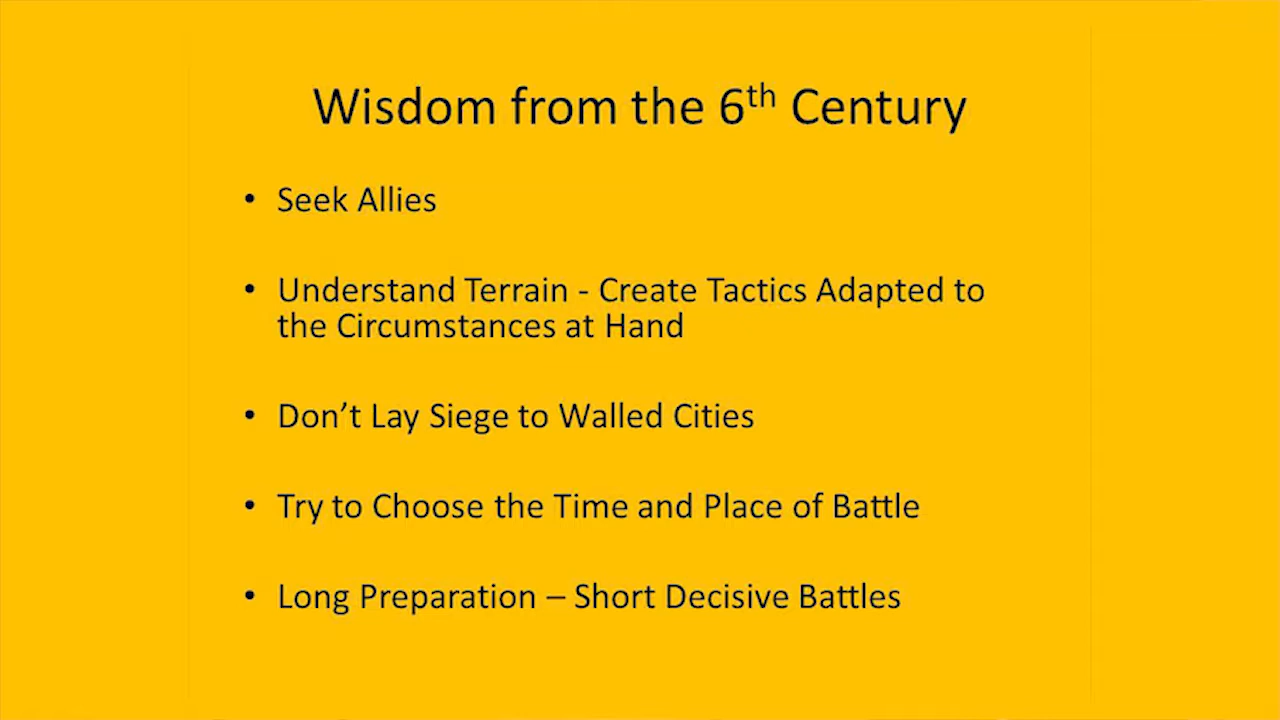 Wisdom from the 6th Century
• Seek Allies
• Understand Terrain - Create Tactics Adapted to
the Circumstances at Hand
• Don’t Lay Siege to Walled Cities
• Try to Choose the Time and Place of Battle
• Long Preparation – Short Decisive Battles